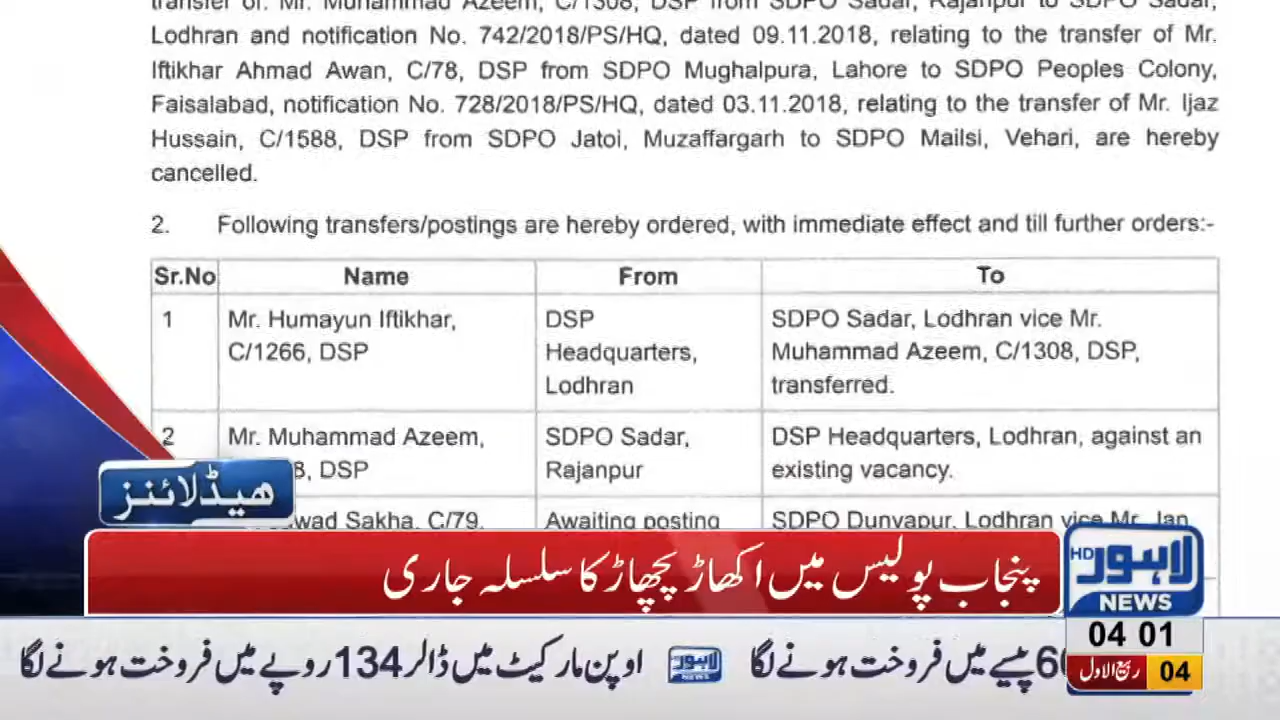 transfer of. Mr. Muhammad Azeem, C/1308, DSP from SDPO Sadar, Rajanpur to SDPO Sadar,
Lodhran and notification No. 742/2018/PS/HQ, dated 09.11.2018, relating to the transfer of Mr.
Iftikhar Ahmad Awan, C/78, DSP from SDPO Mughalpura, Lahore to SDPO Peoples Colony,
Faisalabad, notification No. 728/2018/PS/HQ, dated 03.11.2018, relating to the transfer of Mr. Ijaz
Hussain, C/1588, DSP from SDPO Jatoi, Muzaffargarh to SDPO Mailsi, Vehari, are hereby
cancelled.
2. Following transfers/postings are hereby ordered, with immediate effect and till further orders:-
Sr.No Name From To
1 Mr. Humayun Iftikhar, DSP SDPO Sadar, Lodhran vice Mr.
C/1266, DSP Headquarters, Muhammad Azeem, C/1308, DSP,
Lodhran transferred.
2 Mr. Muhammad Azeem, SDPO Sadar, DSP Headquarters, Lodhran, against an
8, DSP Rajanpur existing vacancy.
Sakha, C/79, Awaiting posting SDPO Dunyapur, Lodhran vice Mr. Jan
ھیڈلائنز
پنجاب پولیس میں اکھاڑ پچھاڑ کا سلسلہ جاری
HD لاہور
NEWS
04 01
04 ربیع الاول
پیسے میں فروخت ہونے لگا لاہور NEWS اوپن مارکیٹ میں ڈالر 134 روپے میں فروخت ہونے لگا